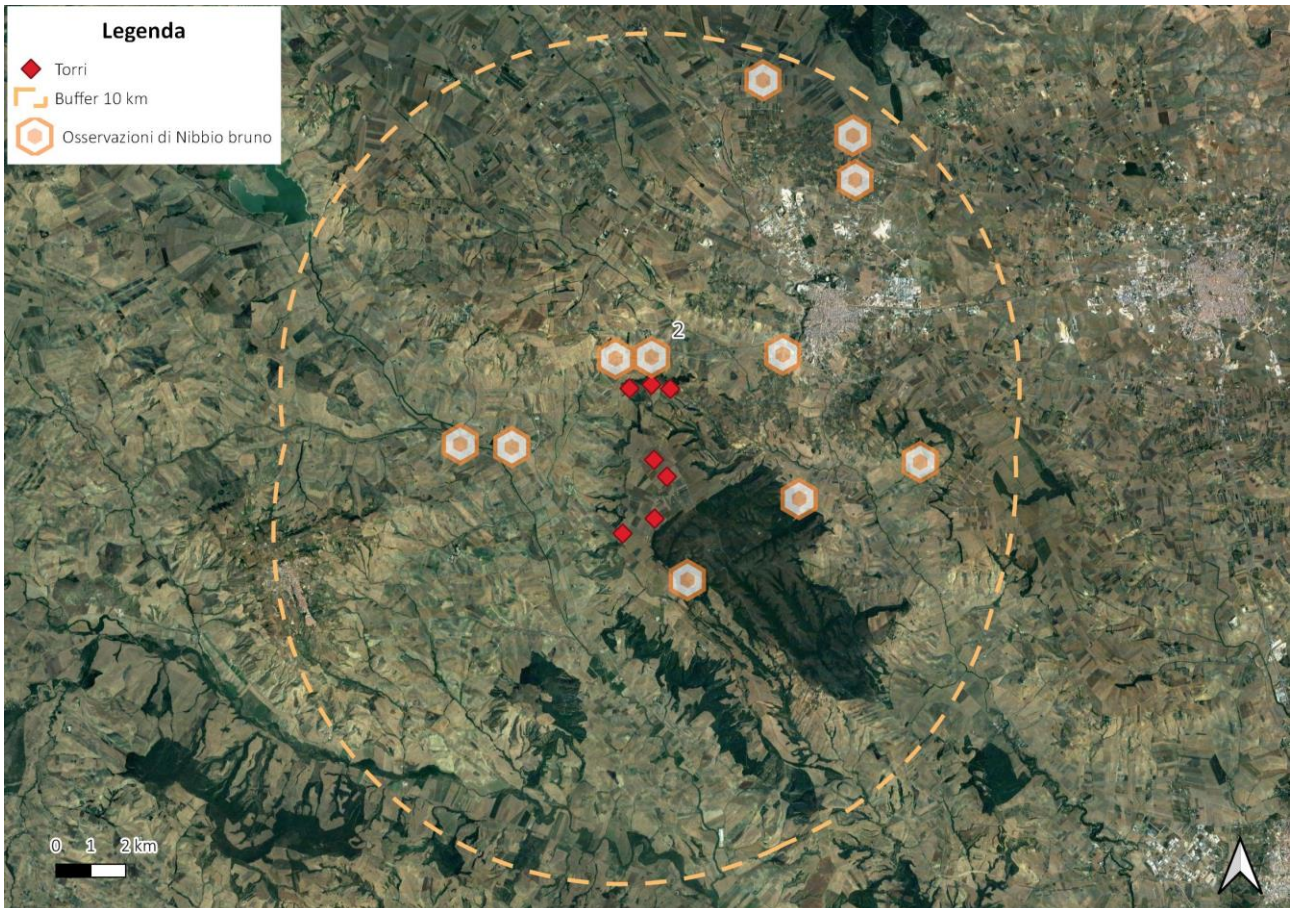 Legenda
Torri
Buffer 10 km
Osservazioni di Nibbio bruno
2
0 1 2 km